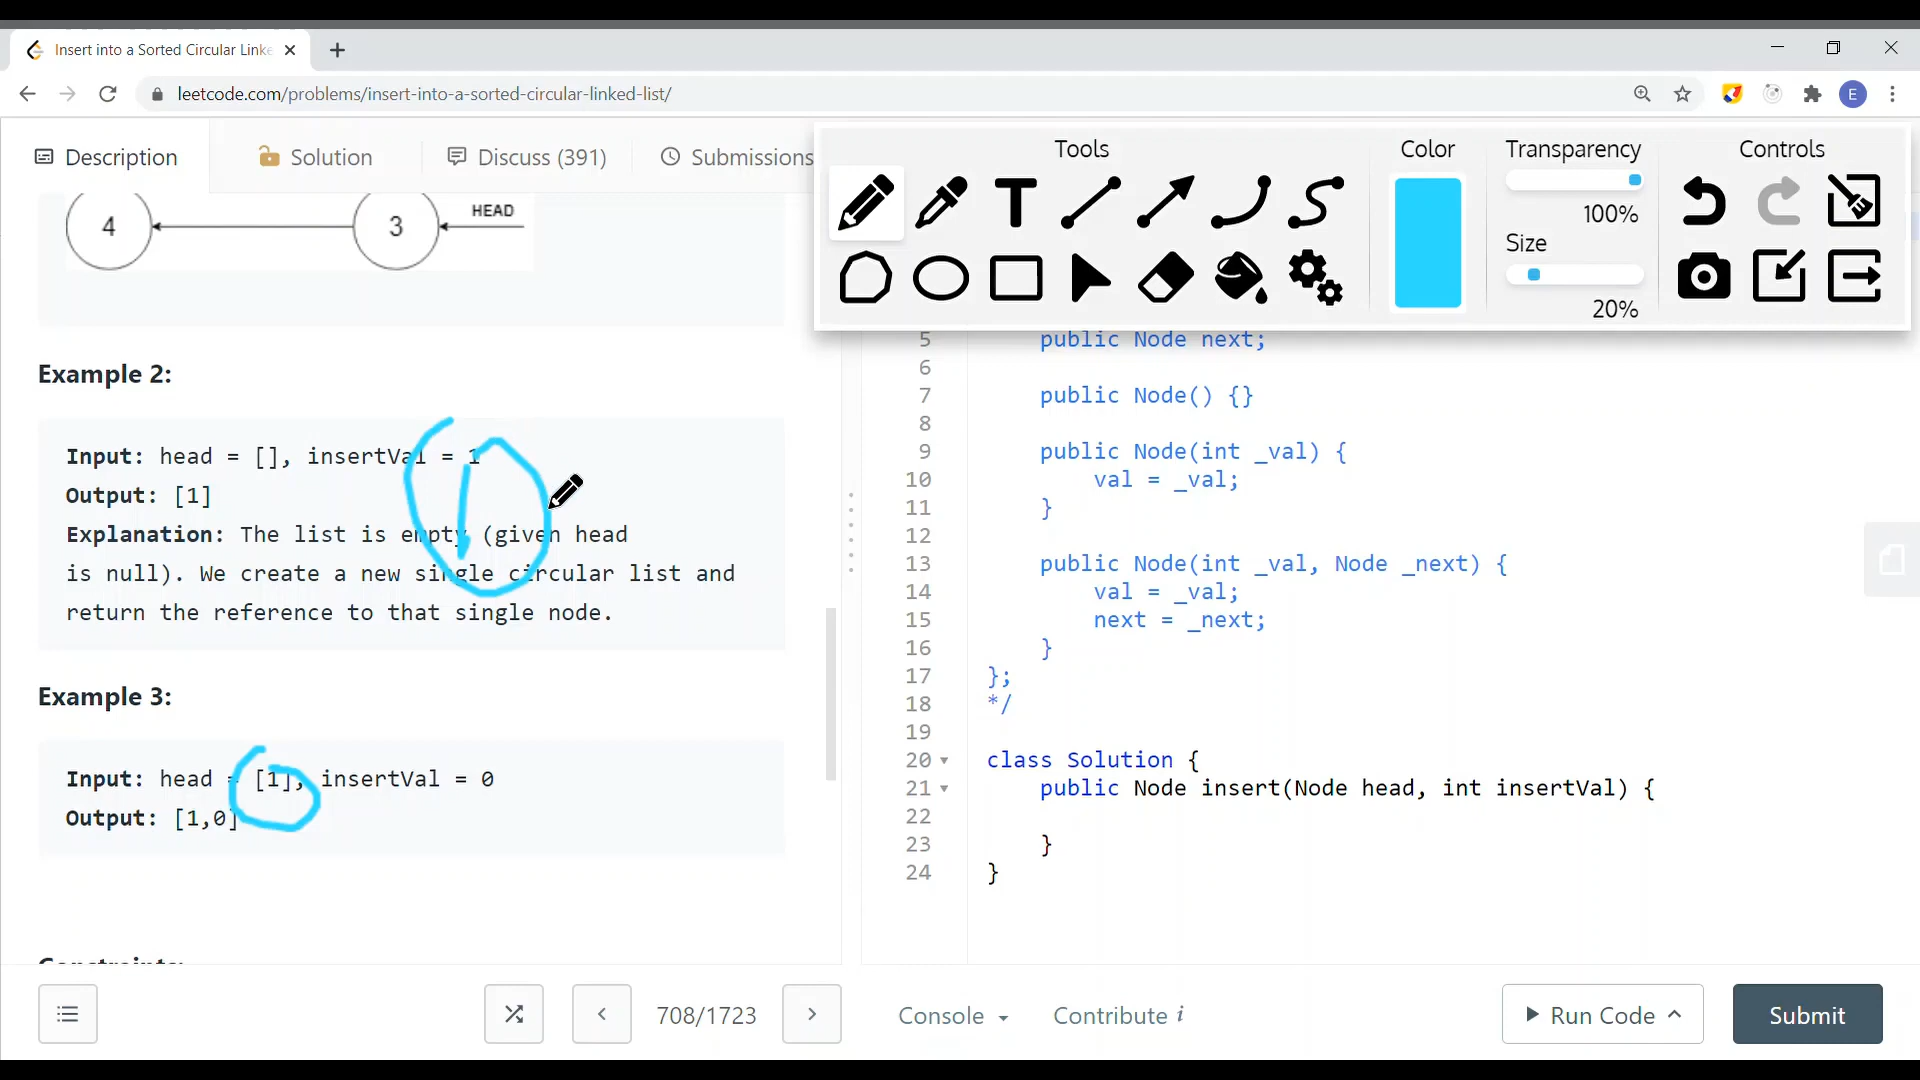 Insert into a Sorted Circular Linke
leetcode.com/problems/insert-into-a-sorted-circular-linked-list/
E
Description
Solution
Discuss (391)
Submissions
4
3
HEAD
Example 2:
Input: head = [], insertVal = 1
Output: [1]
Explanation: The list is empty (given head
is null). We create a new single circular list and
return the reference to that single node.
1
Example 3:
Input: head = [1], insertVal = 0
Output: [1,0]
Constraints:
Tools
T
Color
Transparency
100%
Size
20%
Controls
5 public Node next;
6
7 public Node() {}
8
9 public Node(int _val) {
10 val = _val;
11 }
12
13 public Node(int _val, Node _next) {
14 val = _val;
15 next = _next;
16 }
17 };
18 */
19
20 class Solution {
21 public Node insert(Node head, int insertVal) {
22
23 }
24 }
708/1723
Console
Contribute i
Run Code
Submit